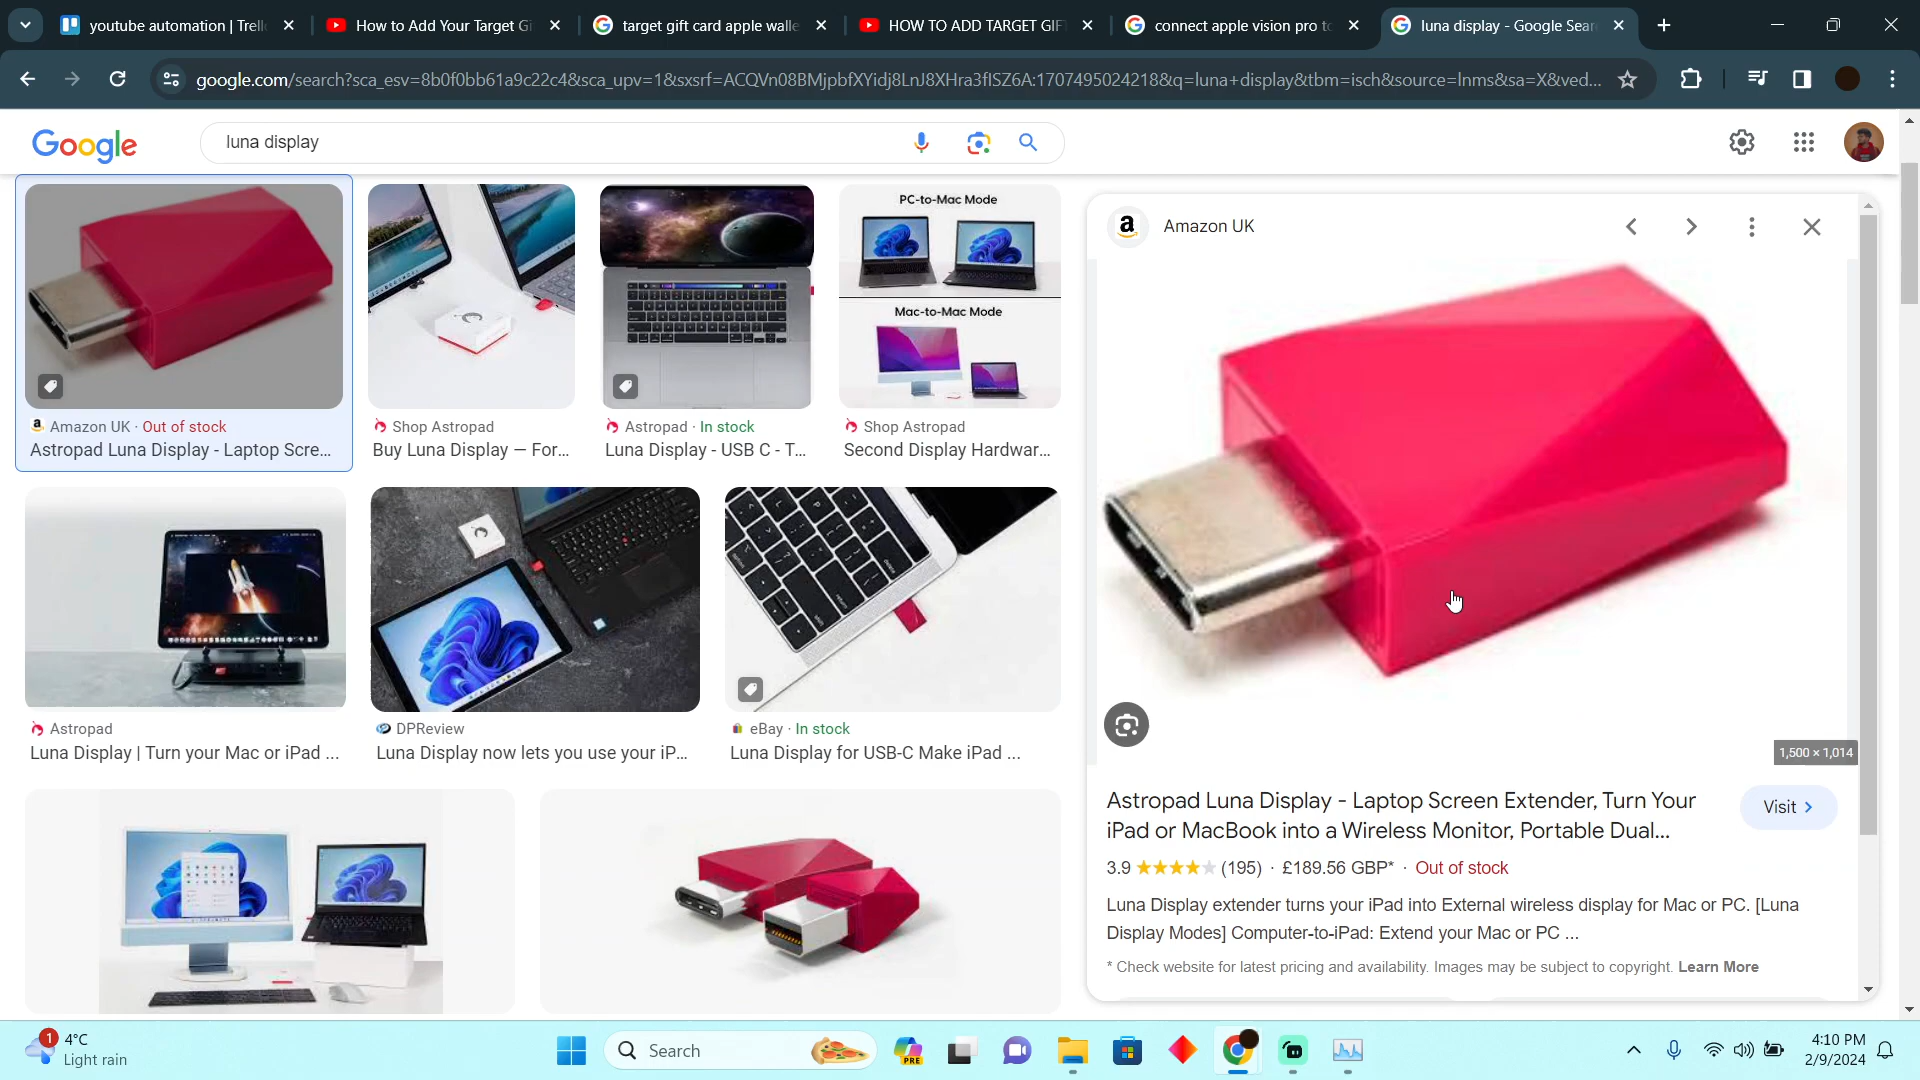 youtube automation | Trell
How to Add Your Target Gi
target gift card apple walle
HOW TO ADD TARGET GIF
connect apple vision pro to
luna display - Google Sear
google.com/search?sca_esv=8b0f0bb61a9c22c4&sca_upv=1&sxsrf=ACQVn08BMjpbfXYidj8LnJ8XHra3fISZ6A:1707495024218&q=luna+display&tbm=isch&source=lnms&sa=X&ved...
Google
luna display
Amazon UK · Out of stock
Astropad Luna Display - Laptop Scre...
Shop Astropad
Buy Luna Display — For...
Astropad · In stock
Luna Display - USB C - T...
PC-to-Mac Mode
Mac-to-Mac Mode
Shop Astropad
Second Display Hardwar...
Astropad
Luna Display | Turn your Mac or iPad ...
DPReview
Luna Display now lets you use your iP...
eBay · In stock
Luna Display for USB-C Make iPad ...
a Amazon UK
1,500 × 1,014
Astropad Luna Display - Laptop Screen Extender, Turn Your
iPad or MacBook into a Wireless Monitor, Portable Dual...
Visit
3.9 ★★★★★ (195) · £189.56 GBP* · Out of stock
Luna Display extender turns your iPad into External wireless display for Mac or PC. [Luna
Display Modes] Computer-to-iPad: Extend your Mac or PC ...
* Check website for latest pricing and availability. Images may be subject to copyright. Learn More
1
4°C
Light rain
Search
PRE
4:10 PM
2/9/2024